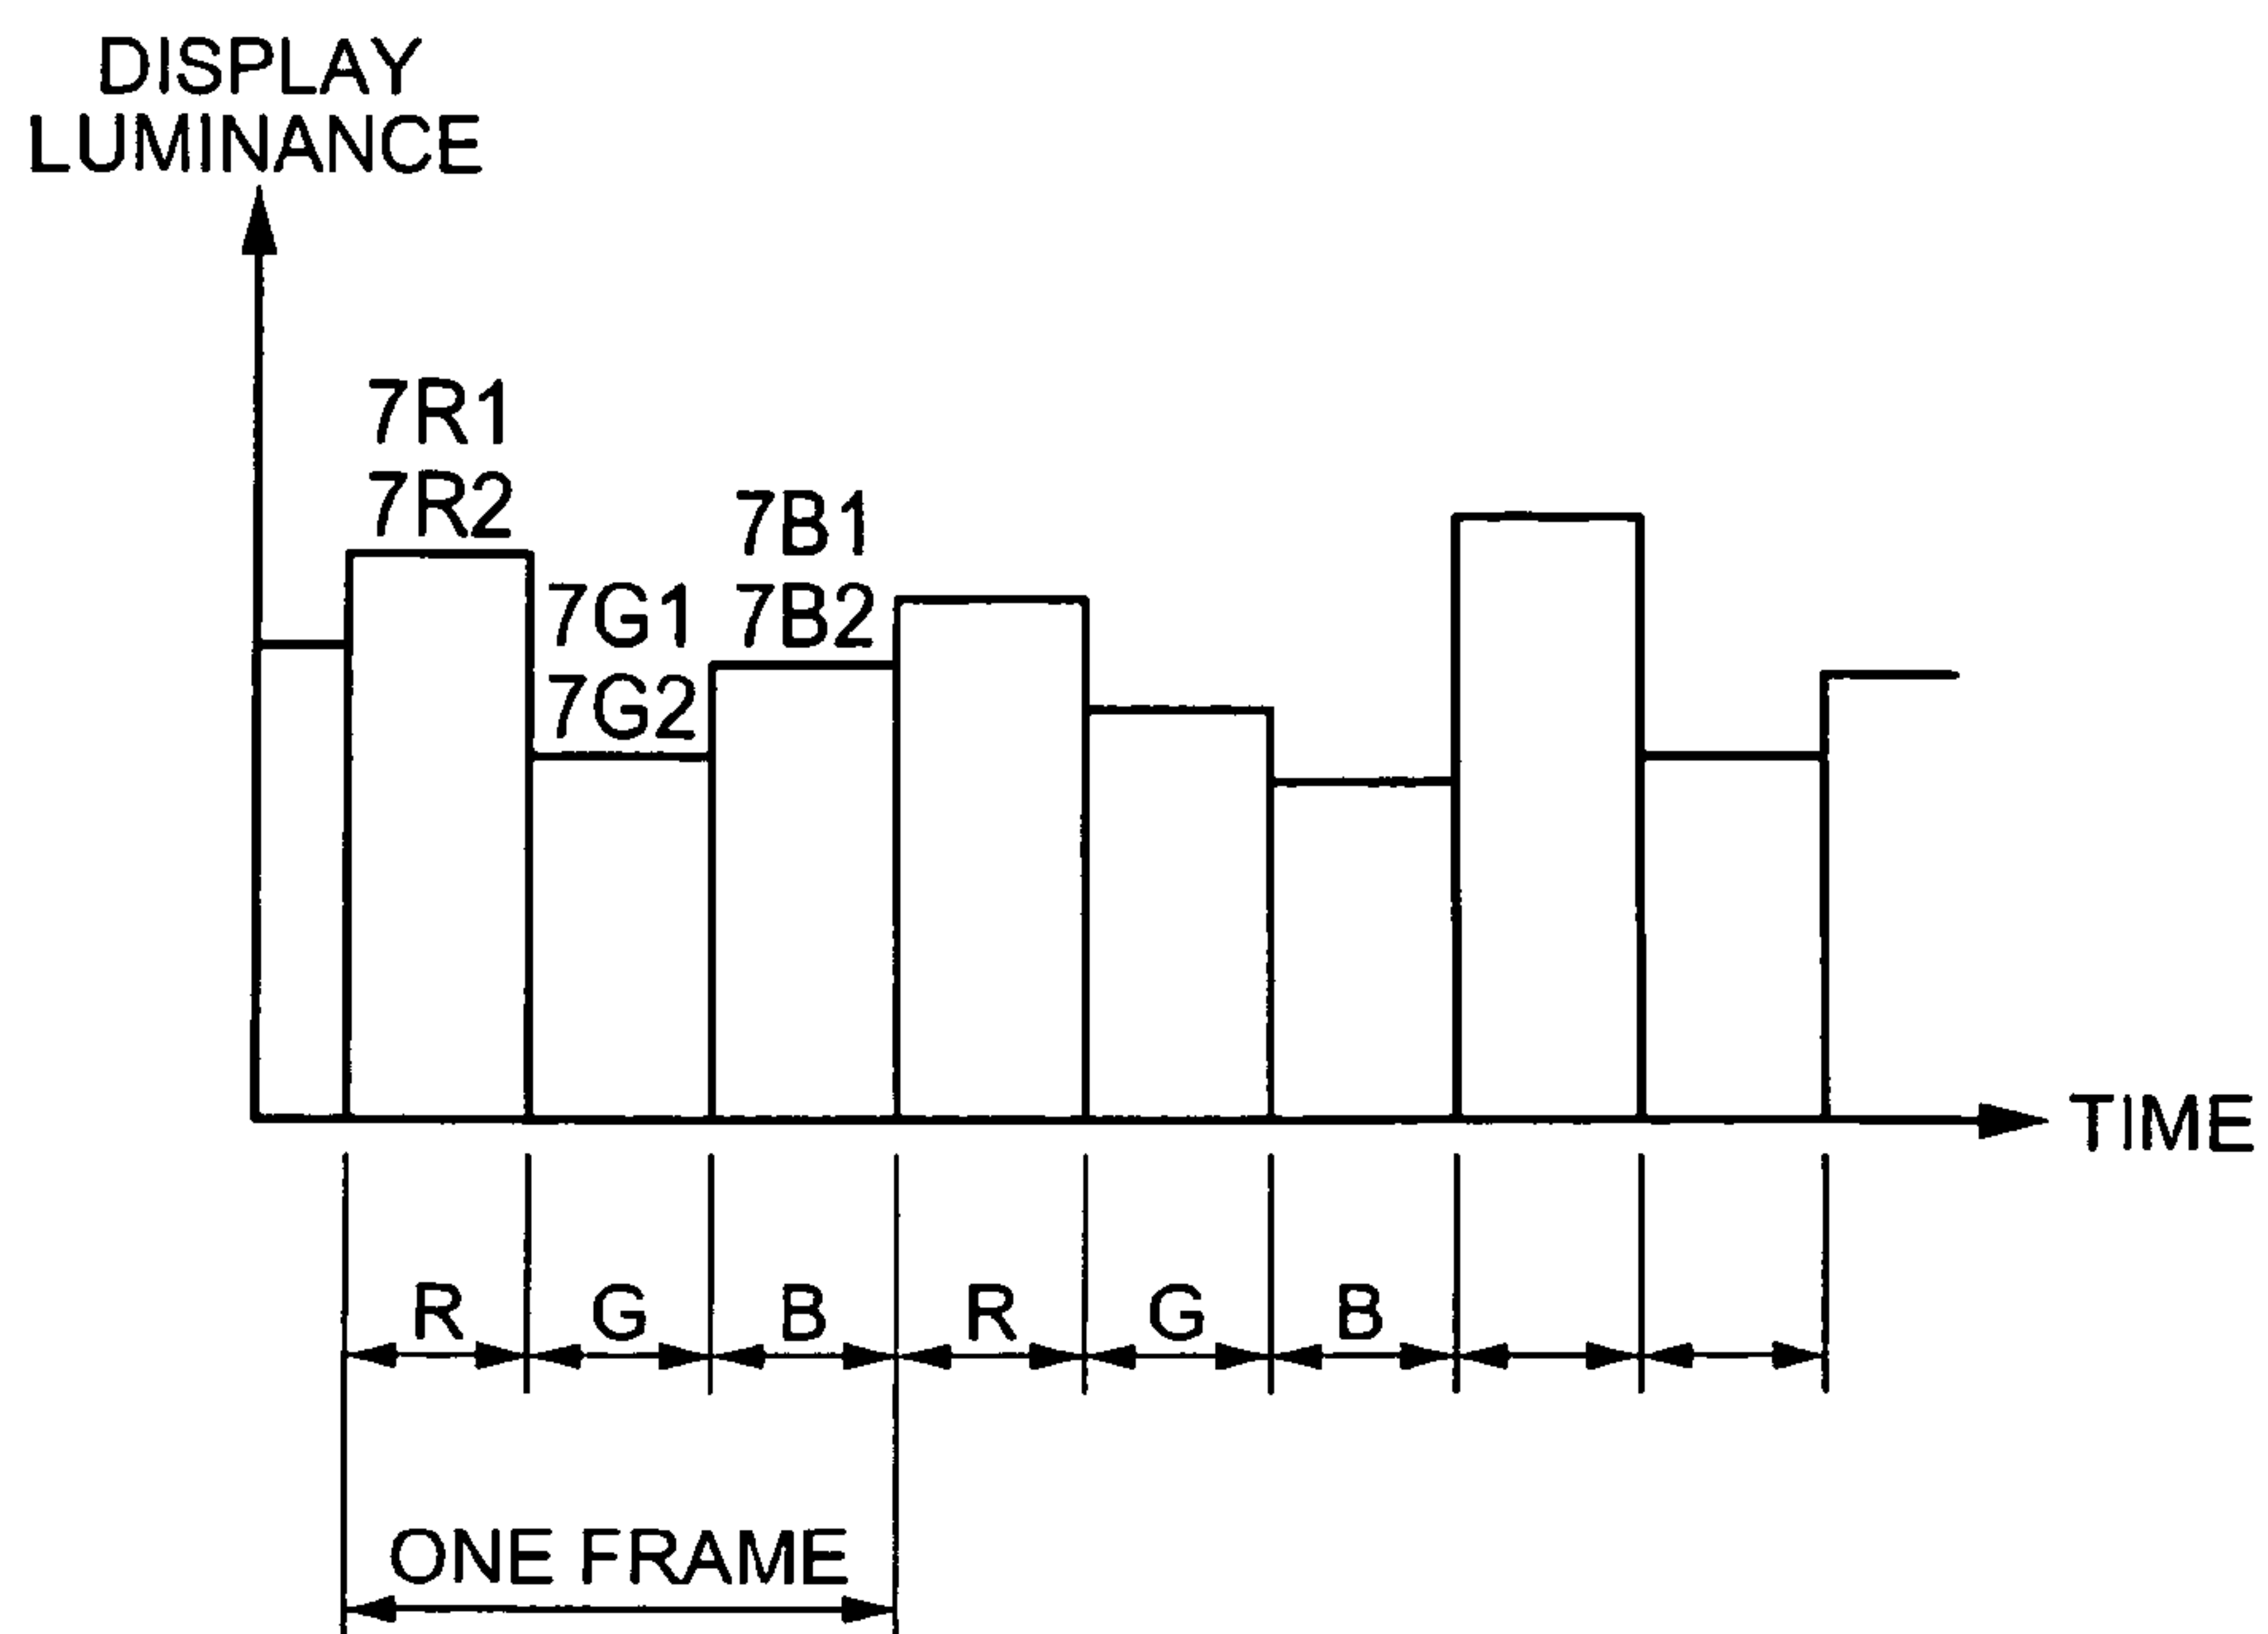 DISPLAY
LUMINANCE
7R1
7R2
7G1
7G2
7B1
7B2
TIME
R G B R G B
ONE FRAME